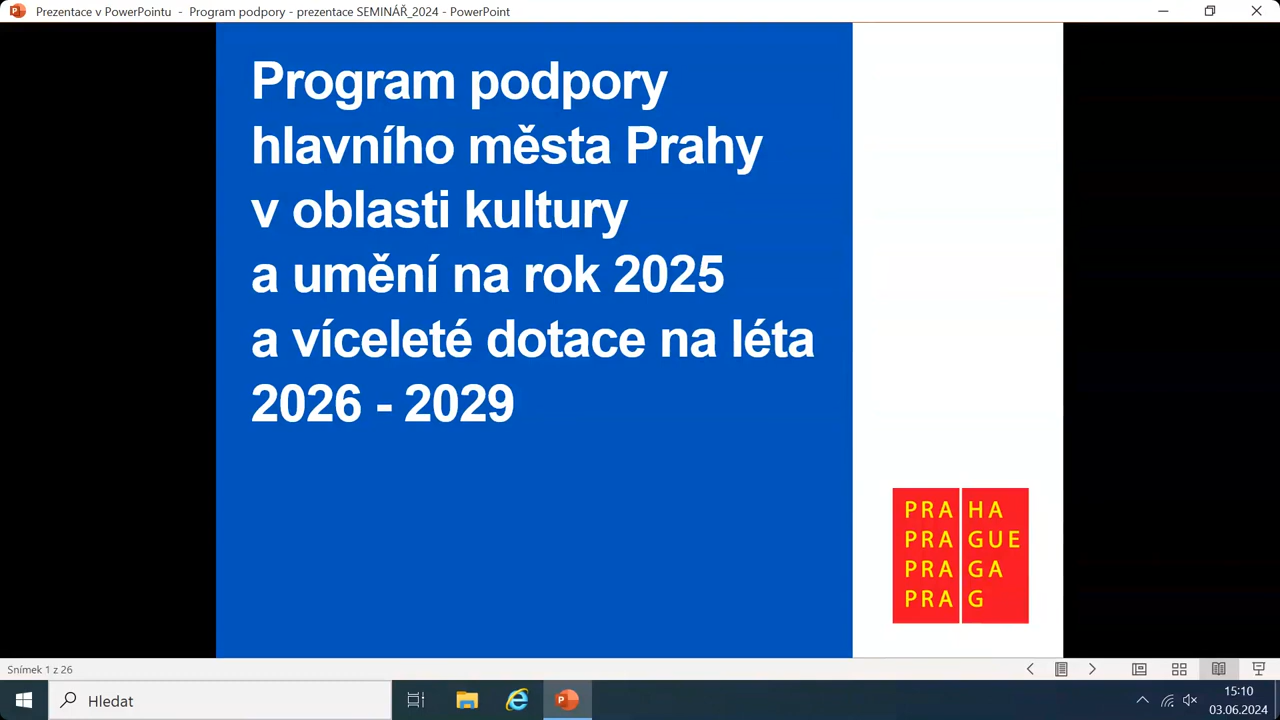 Prezentace v PowerPointu - Program podpory - prezentace SEMINÁŘ_2024 - PowerPoint
Program podpory
hlavního města Prahy
v oblasti kultury
a umění na rok 2025
a víceleté dotace na léta
2026 - 2029
PRA HA
PRA GUE
PRA GA
PRA G
Snímek 1 z 26
Hledat
15:10
03.06.2024